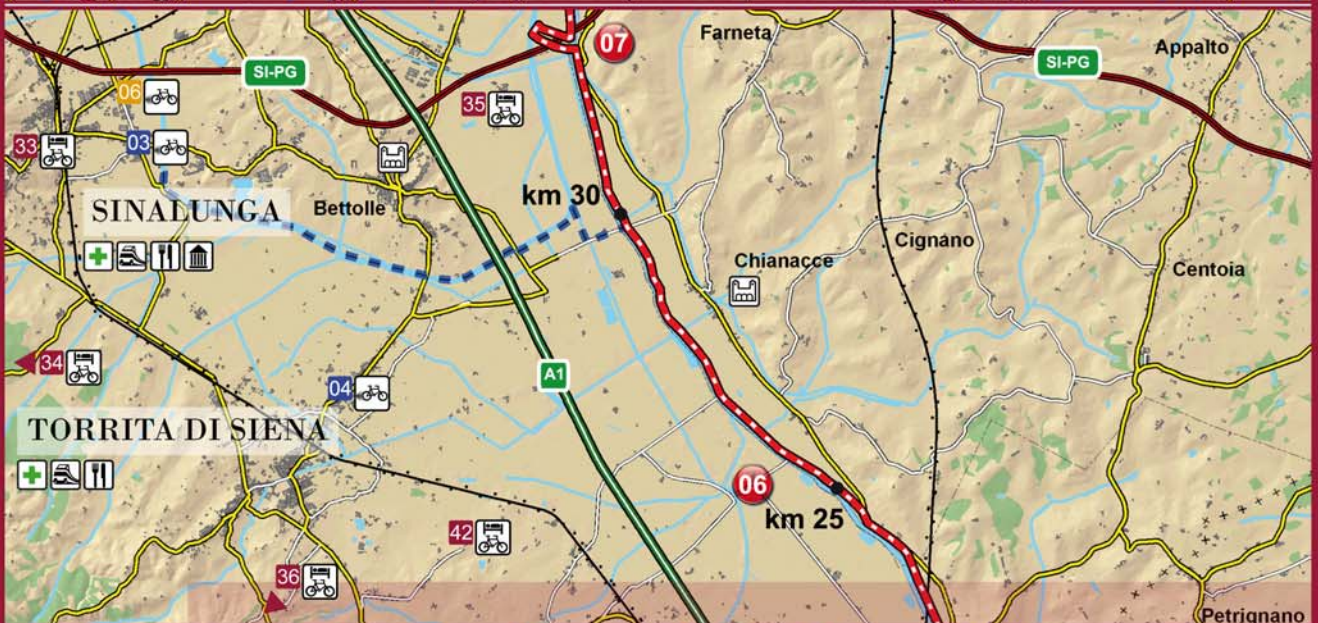 07
Farneta
SI-PG
Appalto
SI-PG
06
35
03
33
km 30
SINALUNGA
Bettolle
Cignano
Chianacce
Centoia
34
A1
04
TORRITA DI SIENA
06
km 25
42
36
Petrignano